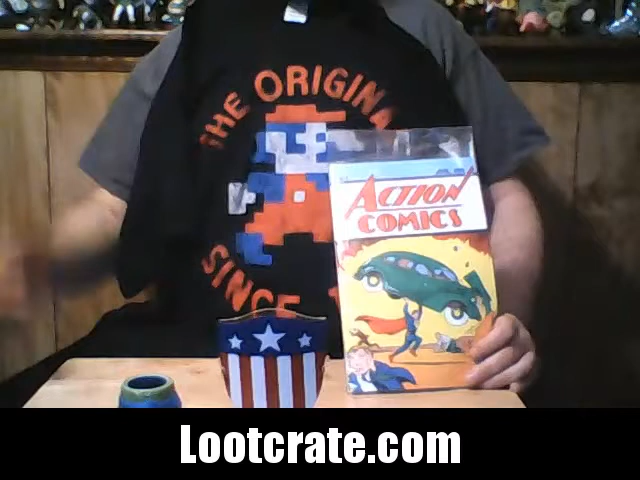 THE ORIGINA
SINCE
ACTION
COMICS
Lootcrate.com